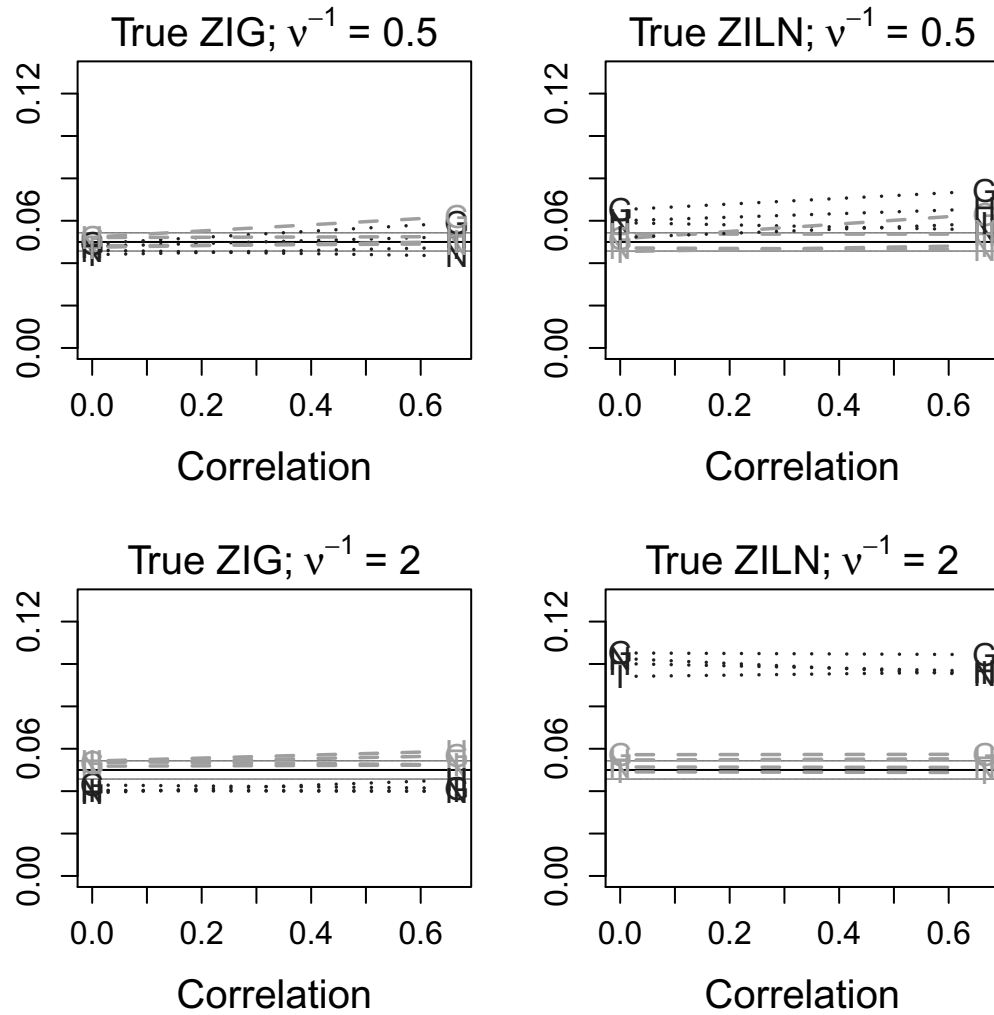 True ZIG; ν⁻¹ = 0.5
0.12
0.06
0.00
G
G
N
0.0 0.2 0.4 0.6
Correlation
True ZILN; ν⁻¹ = 0.5
0.12
0.06
0.00
G
G
0.0 0.2 0.4 0.6
Correlation
True ZIG; ν⁻¹ = 2
0.12
0.06
0.00
G
G
0.0 0.2 0.4 0.6
Correlation
True ZILN; ν⁻¹ = 2
0.12
0.06
0.00
G
G
G
G
0.0 0.2 0.4 0.6
Correlation